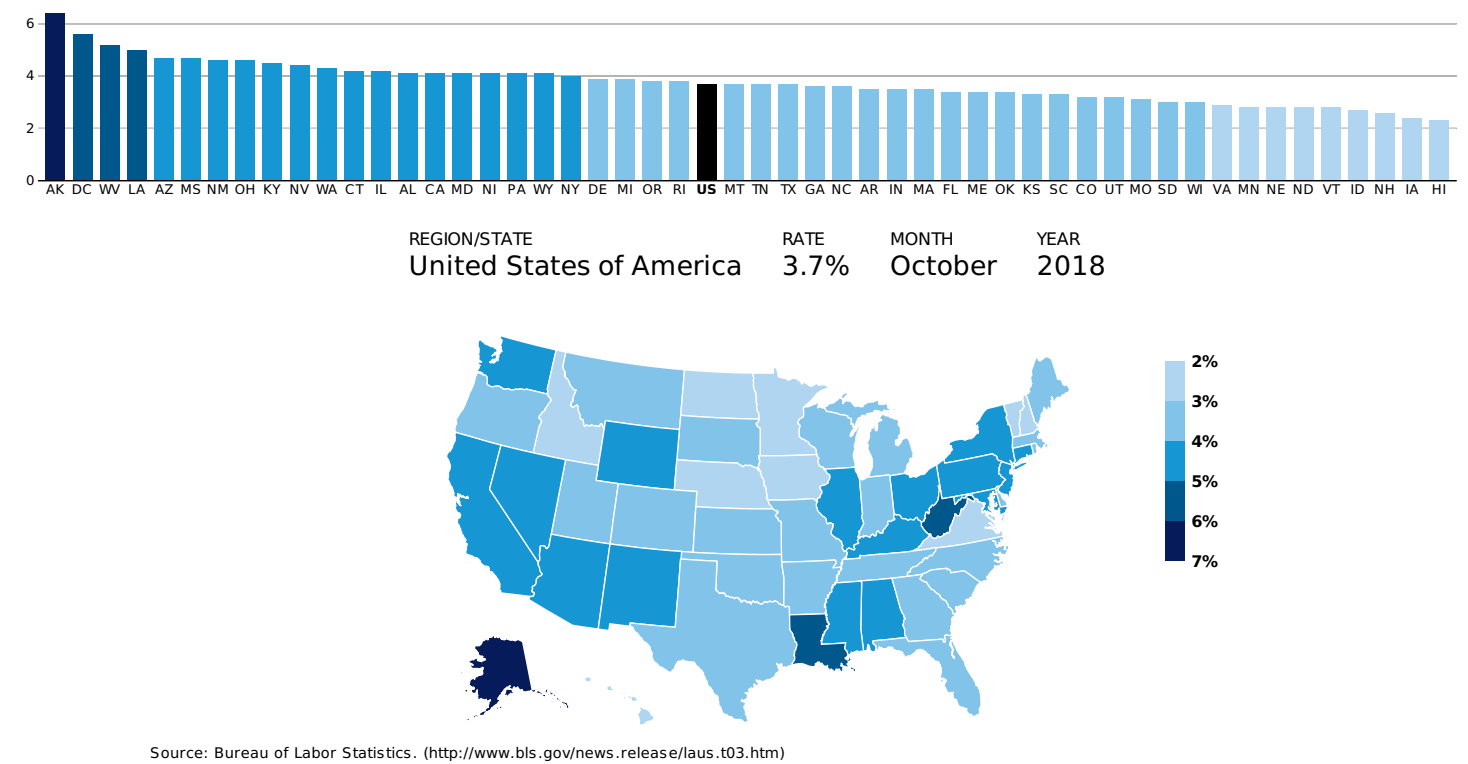 6
4
2
0
AK DC WV LA AZ MS NM OH KY NV WA CT IL AL CA MD NI PA WY NY DE MI OR RI US MT TN TX GA NC AR IN MA FL ME OK KS SC CO UT MO SD WI VA MN NE ND VT ID NH IA HI
REGION/STATE RATE MONTH YEAR
United States of America 3.7% October 2018
2%
3%
4%
5%
6%
7%
Source: Bureau of Labor Statistics. (http://www.bls.gov/news.release/laus.t03.htm)